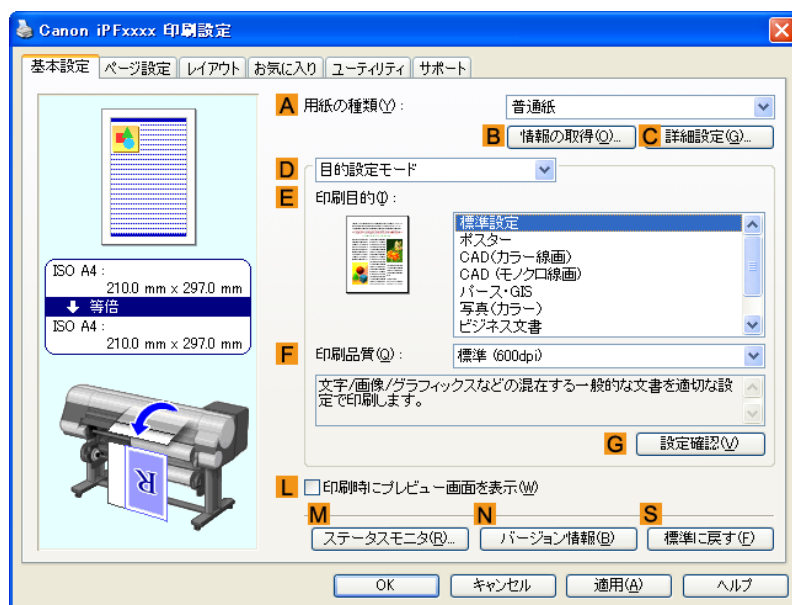 Canon iPFxxxx 印刷設定
基本設定 ページ設定 レイアウト お気に入り ユーティリティ サポート
A 用紙の種類(Y): 普通紙
B 情報の取得(O)... C 詳細設定(G)...
D 目的設定モード
E 印刷目的(I):
標準設定
ポスター
CAD(カラー線画)
CAD (モノクロ線画)
パース・GIS
写真(カラー)
ビジネス文書
ISO A4 :
210.0 mm x 297.0 mm
等倍
ISO A4 :
210.0 mm x 297.0 mm
F 印刷品質(Q): 標準 (600dpi)
文字/画像/グラフィックスなどの混在する一般的な文書を適切な設
定で印刷します。
G 設定確認(V)
R
L 印刷時にプレビュー画面を表示(W)
M N S
ステータスモニタ(R)... バージョン情報(B) 標準に戻す(F)
OK キャンセル 適用(A) ヘルプ